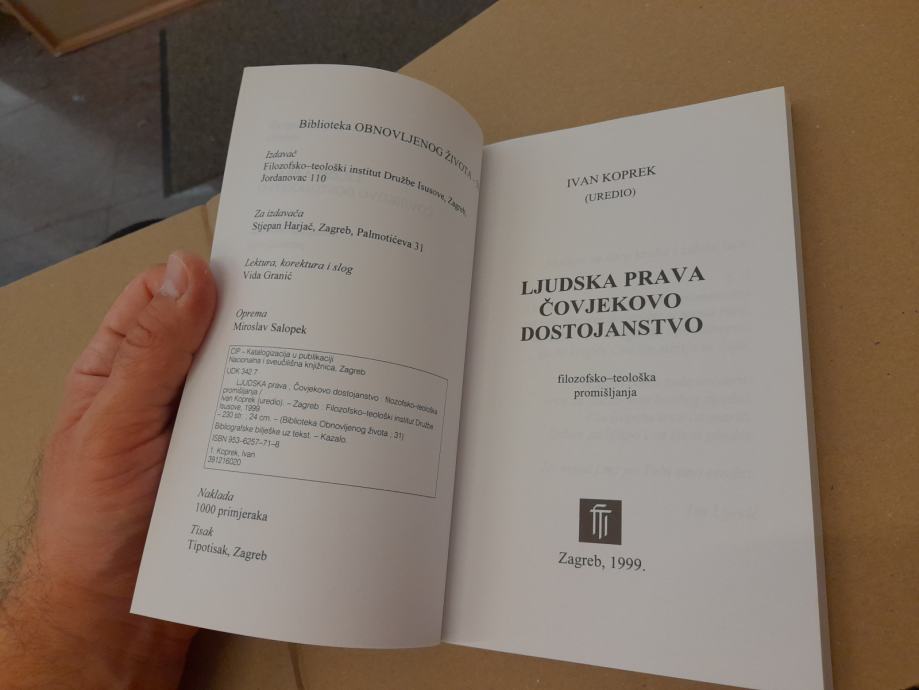 Biblioteka OBNOVLJENOG ŽIVOTA
Izdavač
Filozofsko–teološki institut Družbe Isusove, Zagreb,
Jordanovac 110
Za izdavača
Stjepan Harjač, Zagreb, Palmotićeva 31
Lektura, korektura i slog
Vida Granić
Oprema
Miroslav Salopek
CIP – Katalogizacija u publikaciji
Nacionalna i sveučilišna knjižnica, Zagreb
UDK 342.7
LJUDSKA prava : Čovjekovo dostojanstvo : filozofsko–teološka
promišljanja /
Ivan Koprek (uredio). – Zagreb : Filozofsko–teološki institut Družbe
Isusove, 1999
– 230 str. ; 24 cm. – (Biblioteka Obnovljenog života ; 31)
Bibliografske bilješke uz tekst. – Kazalo.
ISBN 953–6257–71–8
1. Koprek, Ivan
391216020
Naklada
1000 primjeraka
Tisak
Tipotisak, Zagreb
IVAN KOPREK
(UREDIO)
LJUDSKA PRAVA
ČOVJEKOVO
DOSTOJANSTVO
filozofsko–teološka
promišljanja
Zagreb, 1999.